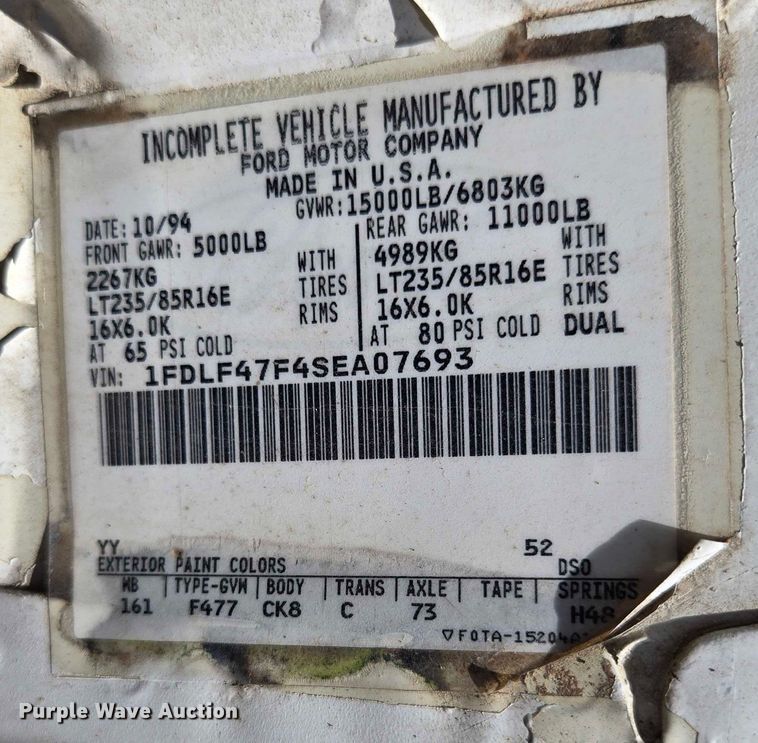 INCOMPLETE VEHICLE MANUFACTURED BY
FORD MOTOR COMPANY
MADE IN U.S.A.
DATE: 10/94 GVWR: 15000LB/6803KG
FRONT GAWR: 5000LB REAR GAWR: 11000LB
2267KG WITH 4989KG WITH
LT235/85R16E TIRES LT235/85R16E TIRES
16X6.0K RIMS 16X6.0K RIMS
AT 65 PSI COLD AT 80 PSI COLD DUAL
VIN: 1FDLF47F4SEA07693
YY 52
EXTERIOR PAINT COLORS DSO
WB TYPE-GVW BODY TRANS AXLE TAPE SPRINGS
161 F477 CK8 C 73 H48
Purple Wave Auction